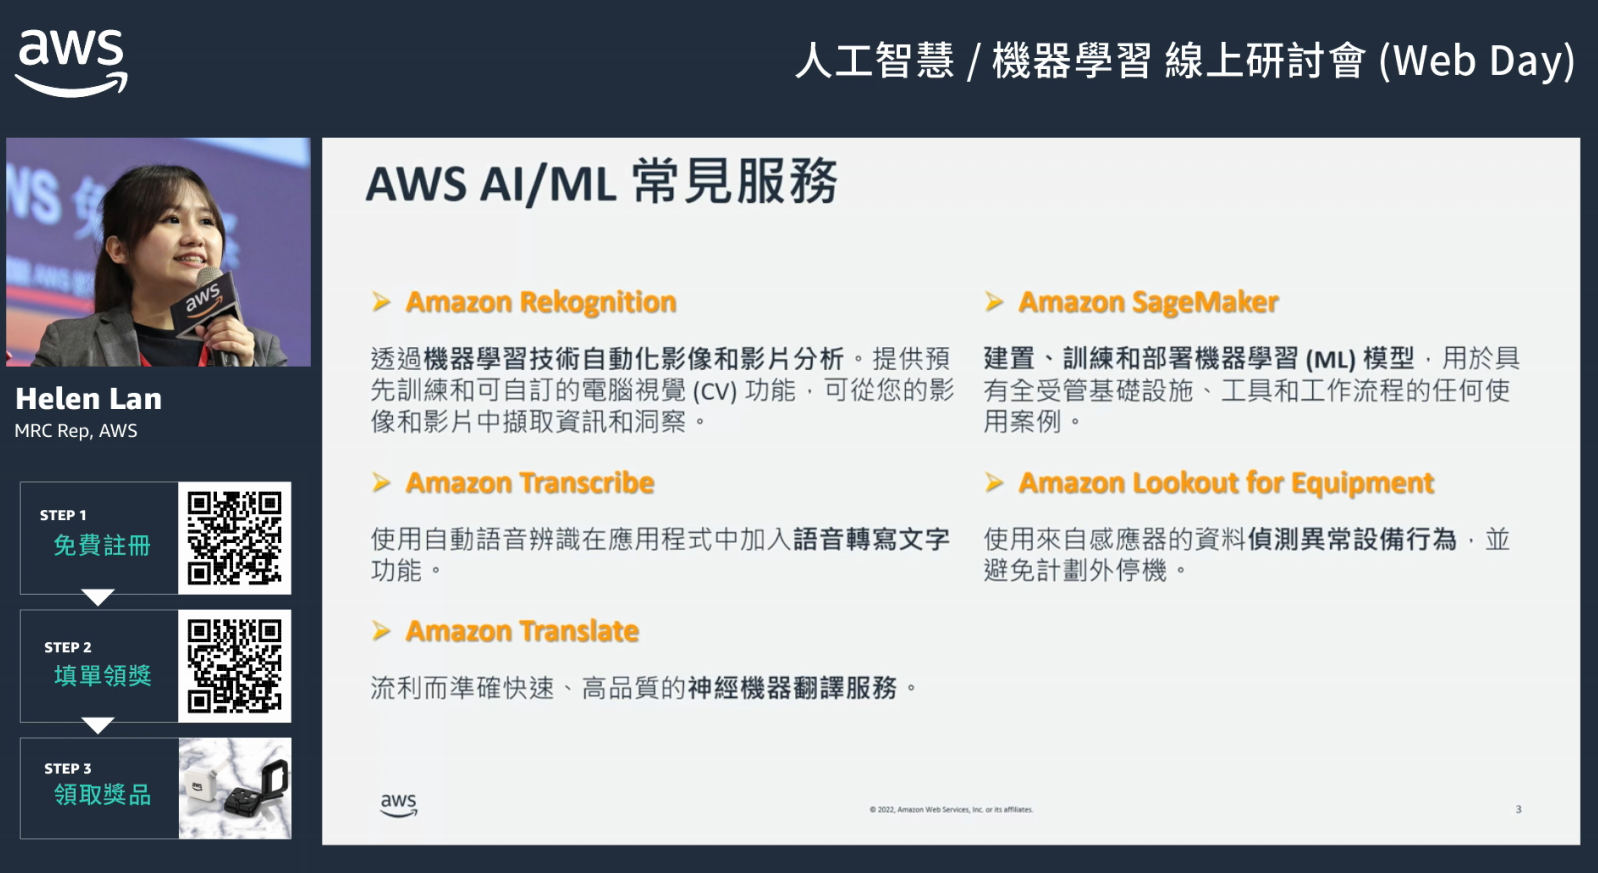 aws
人工智慧 / 機器學習 線上研討會 (Web Day)
aws
Helen Lan
MRC Rep, AWS
STEP 1
免費註冊
STEP 2
填單領獎
STEP 3
領取獎品
aws
AWS AI/ML 常見服務
➢ Amazon Rekognition
透過機器學習技術自動化影像和影片分析。提供預
先訓練和可自訂的電腦視覺 (CV) 功能，可從您的影
像和影片中擷取資訊和洞察。
➢ Amazon Transcribe
使用自動語音辨識在應用程式中加入語音轉寫文字
功能。
➢ Amazon Translate
流利而準確快速、高品質的神經機器翻譯服務。
➢ Amazon SageMaker
建置、訓練和部署機器學習 (ML) 模型，用於具
有全受管基礎設施、工具和工作流程的任何使
用案例。
➢ Amazon Lookout for Equipment
使用來自感應器的資料偵測異常設備行為，並
避免計劃外停機。
aws
© 2022, Amazon Web Services, Inc. or its affiliates.
3